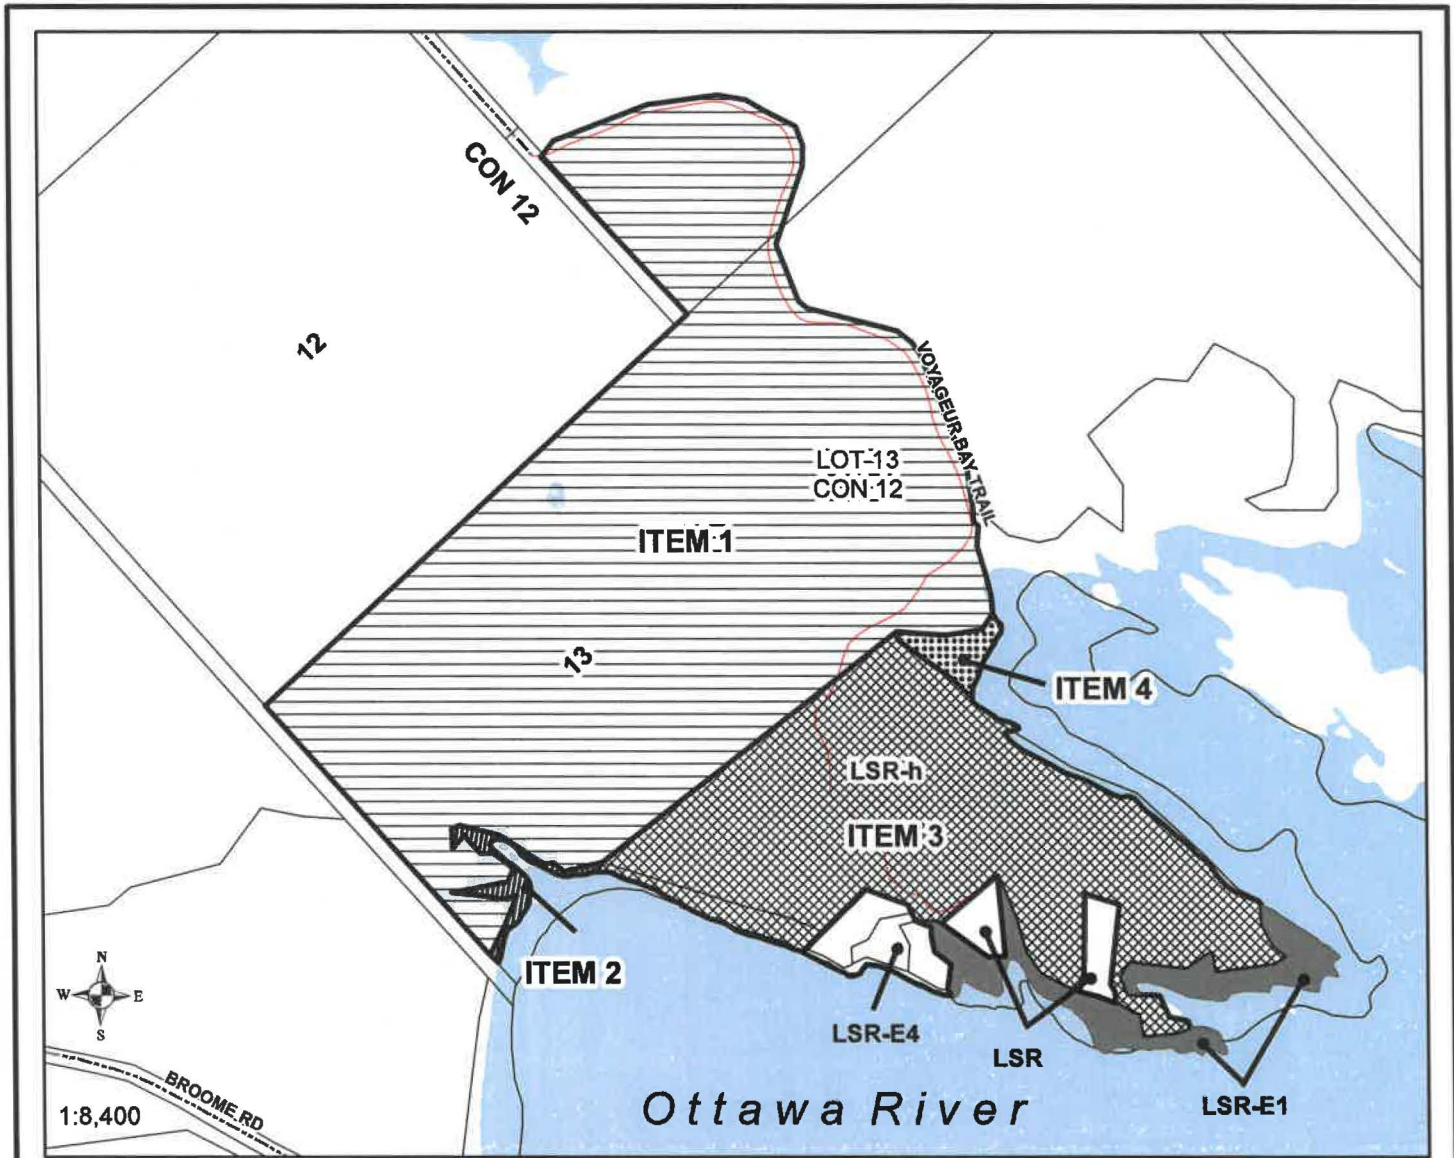 CON 12
12
VOYAGEUR BAY TRAIL
LOT 13
CON 12
ITEM 1
13
ITEM 4
LSR-h
ITEM 3
ITEM 2
N
W E
S
LSR-E4
LSR
LSR-E1
BROOME RD
1:8,400
Ottawa River